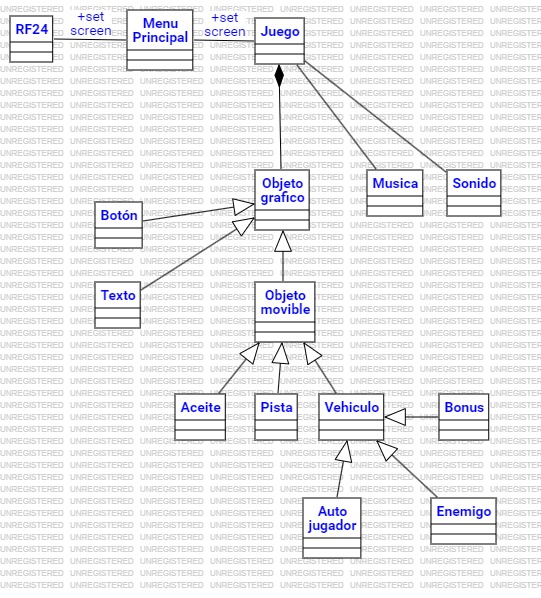 +set
screen
+set
screen
RF24
Menu
Principal
Juego
Objeto
grafico
Musica
Sonido
Botón
Texto
Objeto
movible
Aceite
Pista
Vehiculo
Bonus
Auto
jugador
Enemigo
UNREGISTERED